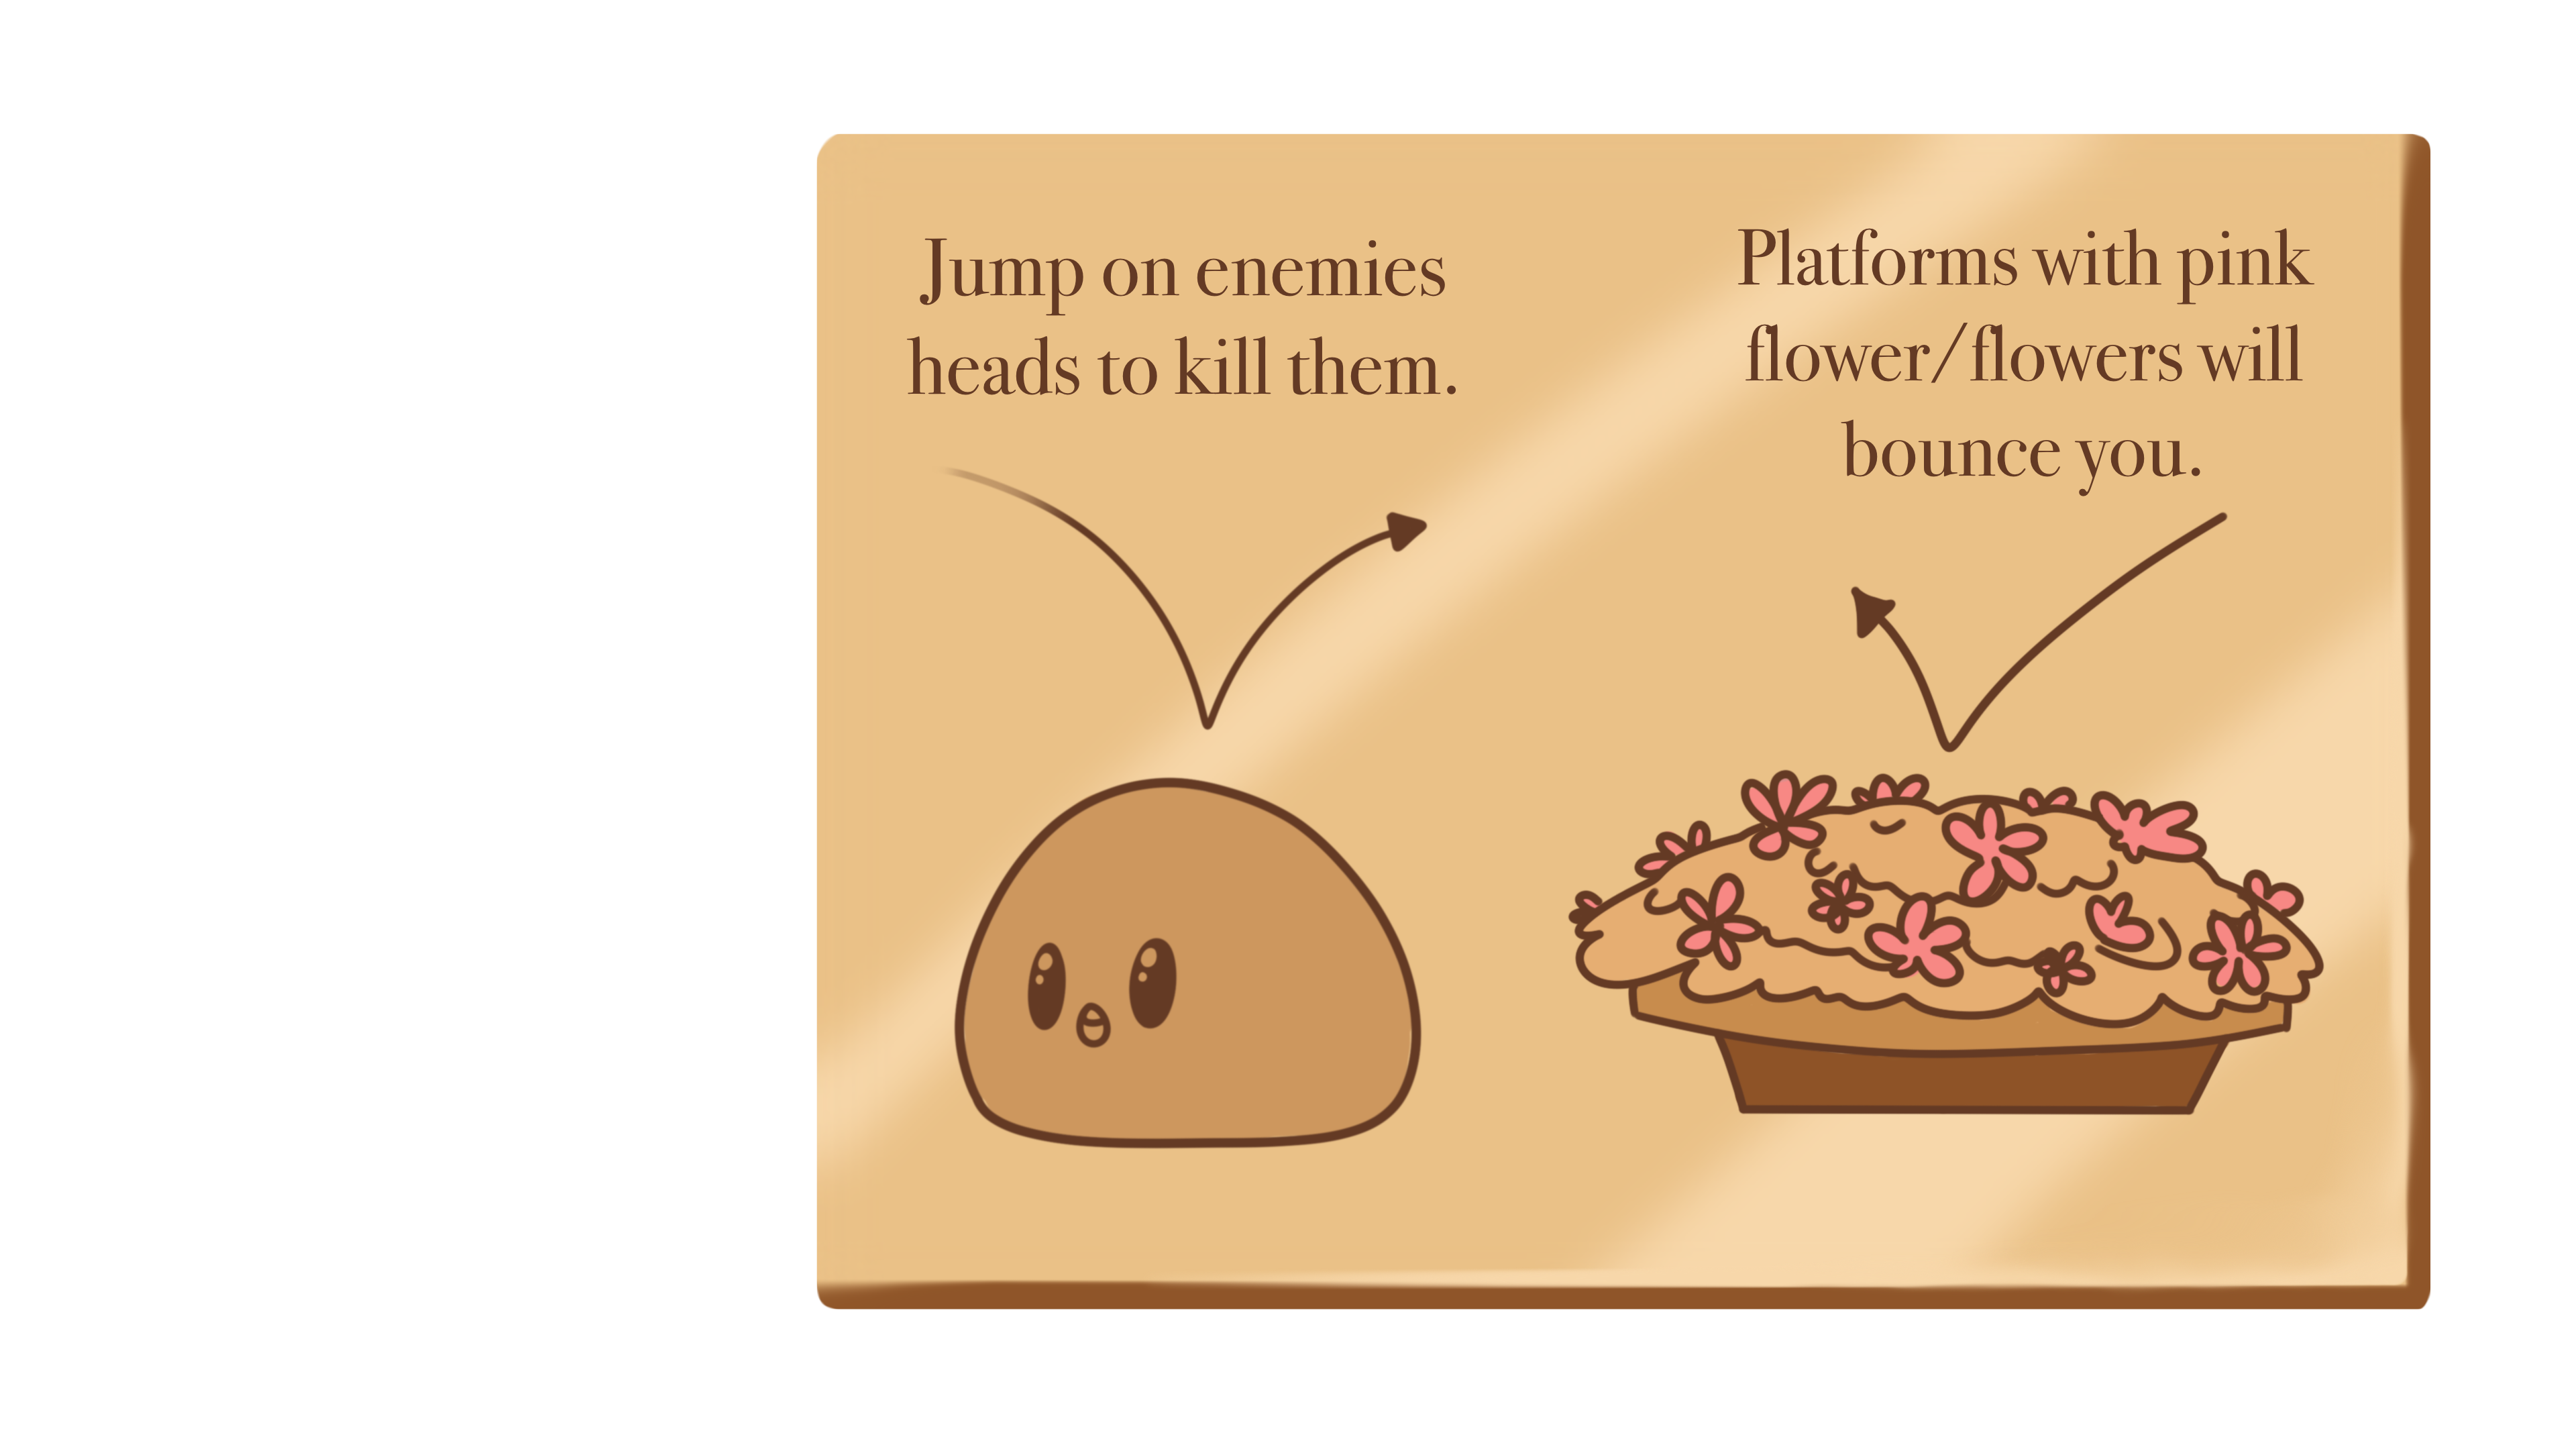 Jump on enemies
heads to kill them.
Platforms with pink
flower/flowers will
bounce you.